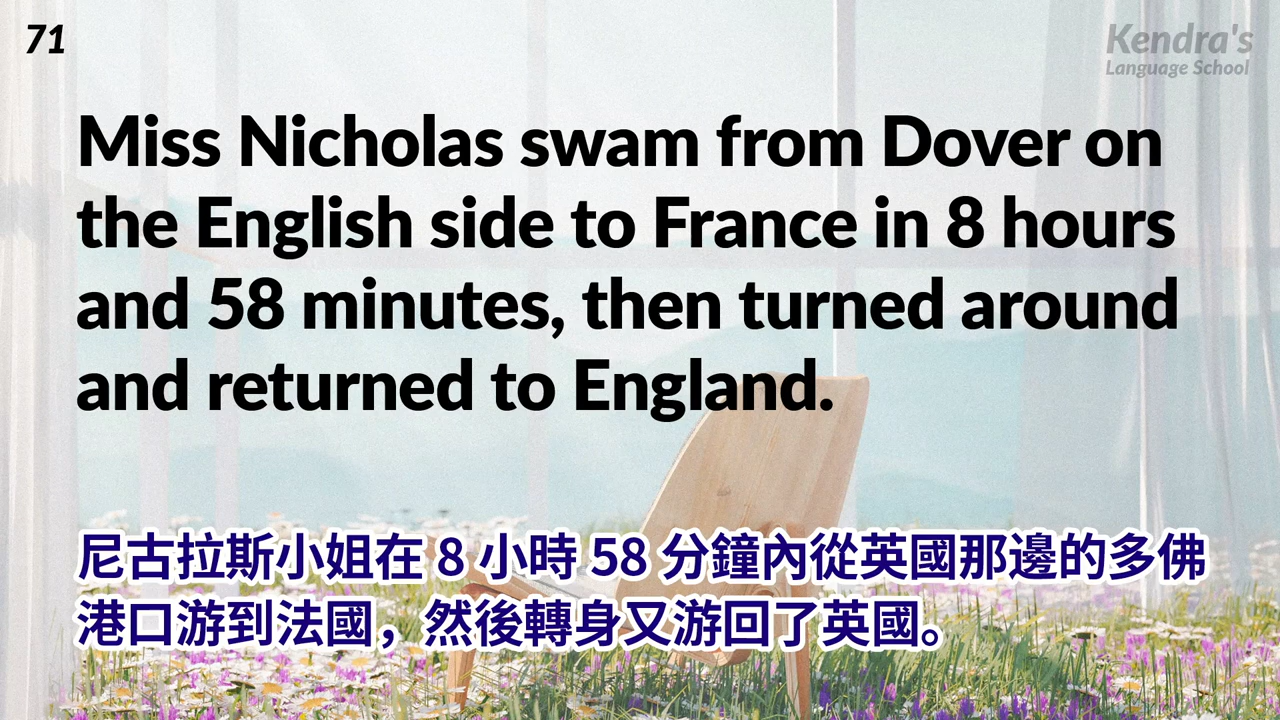 71
Kendra's
Language School
Miss Nicholas swam from Dover on
the English side to France in 8 hours
and 58 minutes, then turned around
and returned to England.
尼古拉斯小姐在 8 小時 58 分鐘內從英國那邊的多佛
港口游到法國，然後轉身又游回了英國。